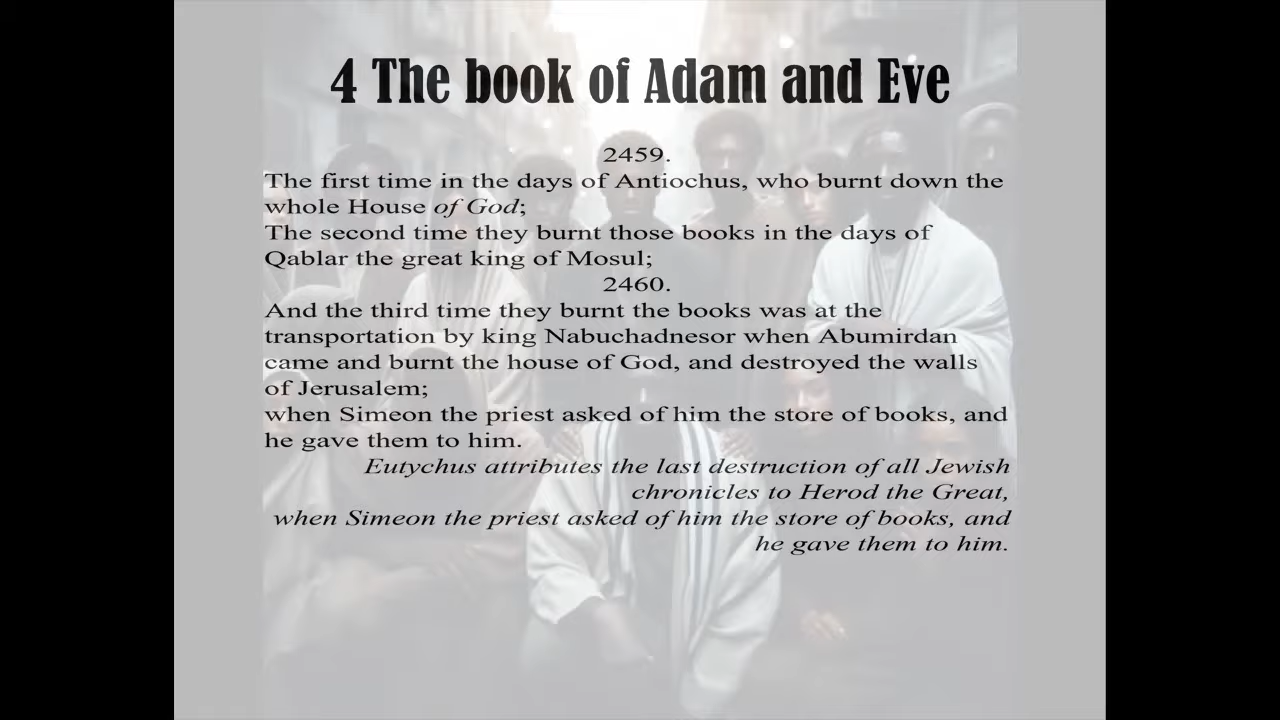 4 The book of Adam and Eve
2459.
The first time in the days of Antiochus, who burnt down the
whole House of God;
The second time they burnt those books in the days of
Qablar the great king of Mosul;
2460.
And the third time they burnt the books was at the
transportation by king Nabuchadnesor when Abumirdan
came and burnt the house of God, and destroyed the walls
of Jerusalem;
when Simeon the priest asked of him the store of books, and
he gave them to him.
Eutychus attributes the last destruction of all Jewish
chronicles to Herod the Great,
when Simeon the priest asked of him the store of books, and
he gave them to him.